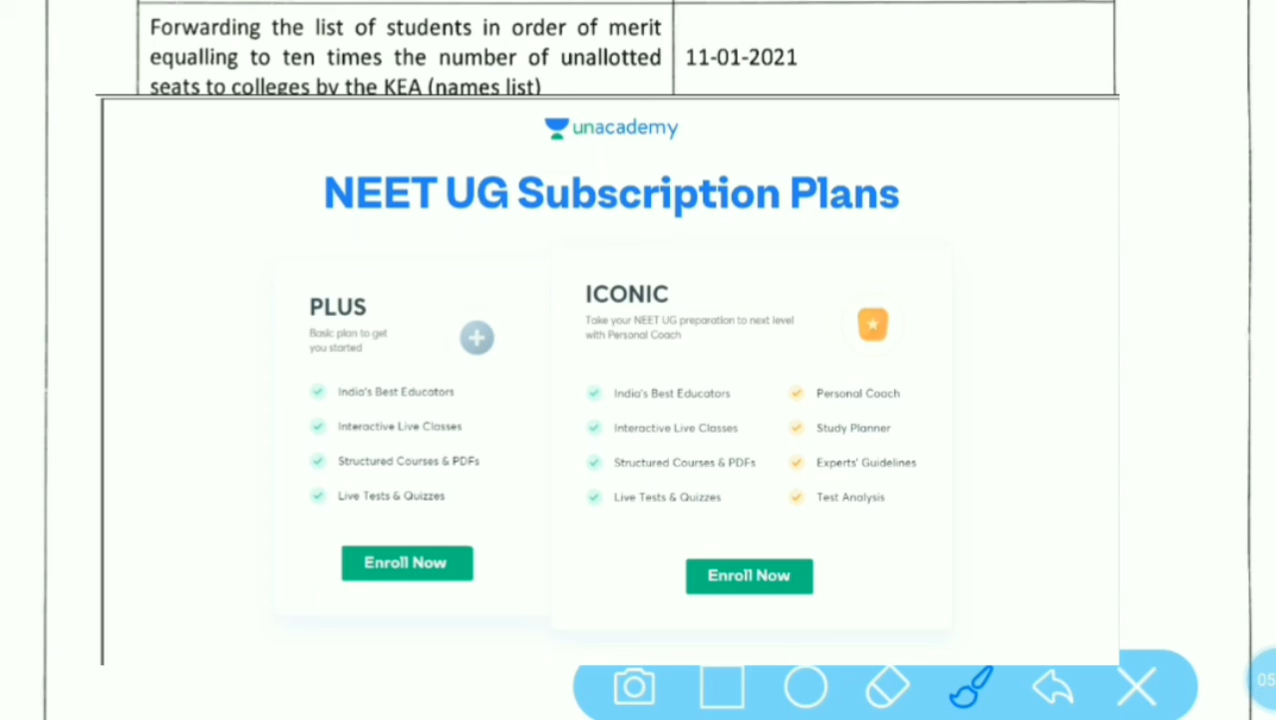 Forwarding the list of students in order of merit
equalling to ten times the number of unallotted
seats to colleges by the KEA (names list)
11-01-2021
unacademy
NEET UG Subscription Plans
PLUS
Basic plan to get
you started
India's Best Educators
Interactive Live Classes
Structured Courses & PDFs
Live Tests & Quizzes
Enroll Now
ICONIC
Take your NEET UG preparation to next level
with Personal Coach
India's Best Educators
Interactive Live Classes
Structured Courses & PDFs
Live Tests & Quizzes
Personal Coach
Study Planner
Experts' Guidelines
Test Analysis
Enroll Now
05